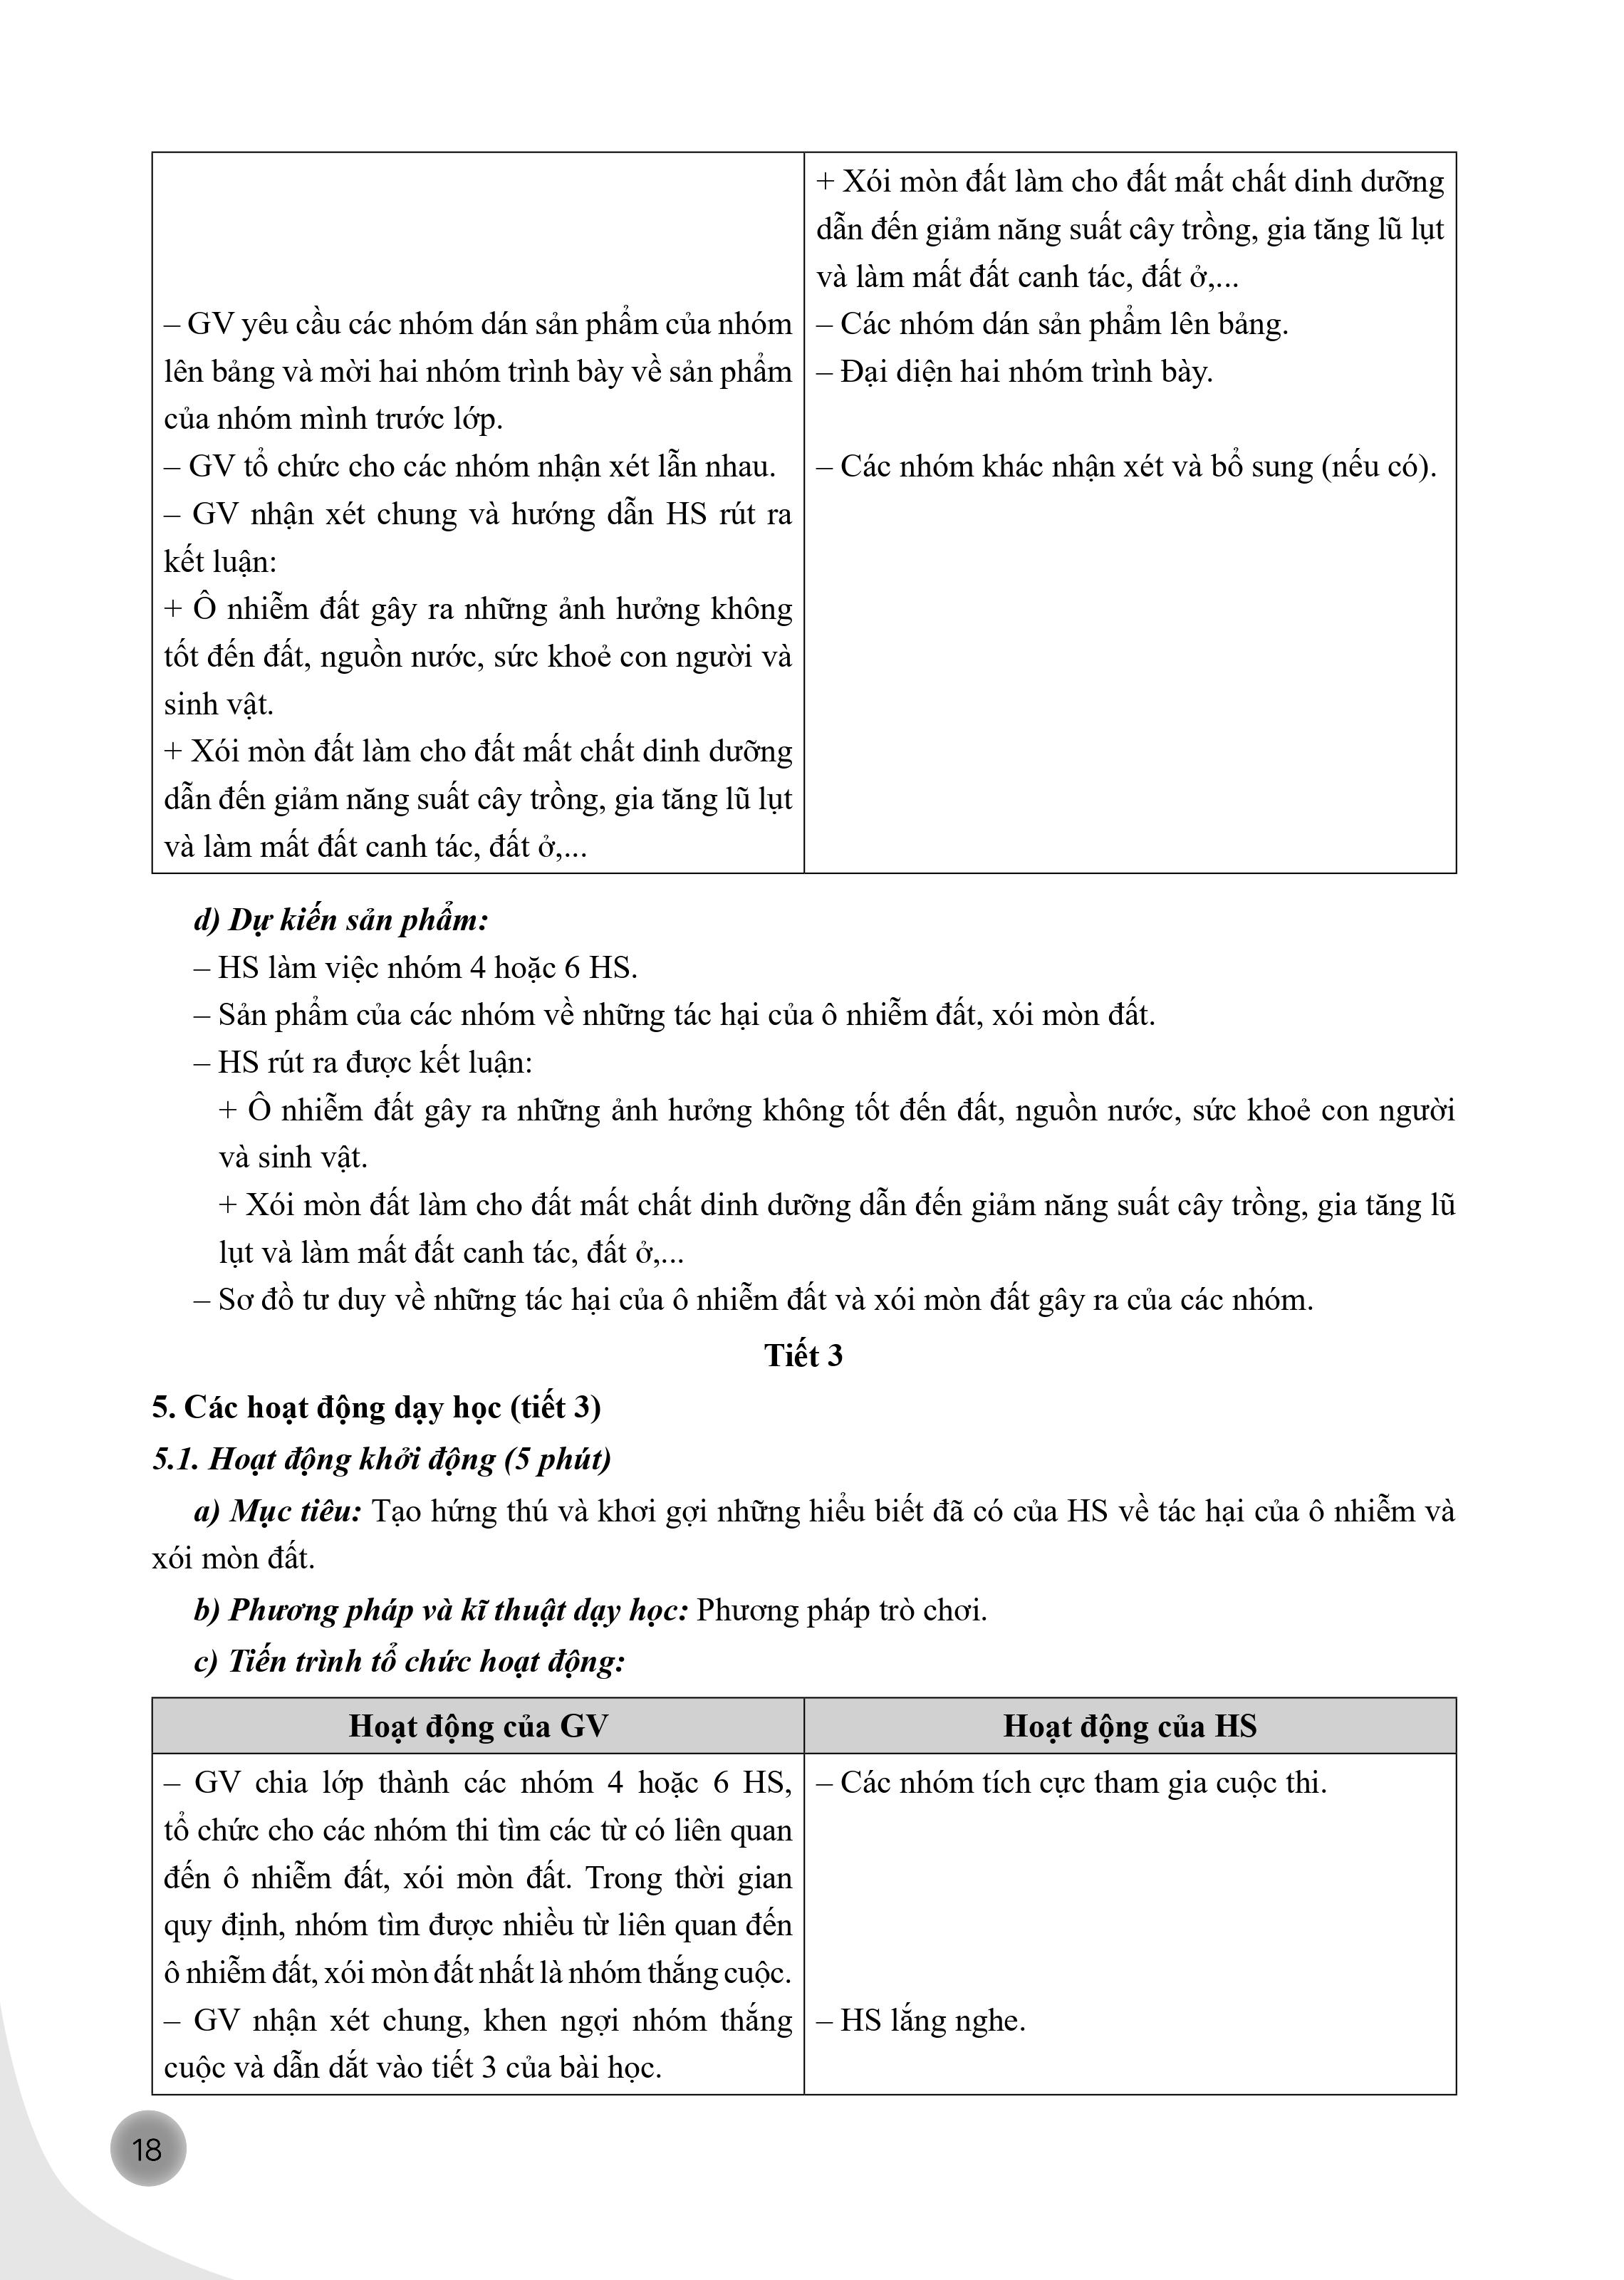 + Xói mòn đất làm cho đất mất chất dinh dưỡng
dẫn đến giảm năng suất cây trồng, gia tăng lũ lụt
và làm mất đất canh tác, đất ở,...
– GV yêu cầu các nhóm dán sản phẩm của nhóm
lên bảng và mời hai nhóm trình bày về sản phẩm
của nhóm mình trước lớp.
– Các nhóm dán sản phẩm lên bảng.
– Đại diện hai nhóm trình bày.
– GV tổ chức cho các nhóm nhận xét lẫn nhau.
– Các nhóm khác nhận xét và bổ sung (nếu có).
– GV nhận xét chung và hướng dẫn HS rút ra
kết luận:
+ Ô nhiễm đất gây ra những ảnh hưởng không
tốt đến đất, nguồn nước, sức khoẻ con người và
sinh vật.
+ Xói mòn đất làm cho đất mất chất dinh dưỡng
dẫn đến giảm năng suất cây trồng, gia tăng lũ lụt
và làm mất đất canh tác, đất ở,...
d) Dự kiến sản phẩm:
– HS làm việc nhóm 4 hoặc 6 HS.
– Sản phẩm của các nhóm về những tác hại của ô nhiễm đất, xói mòn đất.
– HS rút ra được kết luận:
+ Ô nhiễm đất gây ra những ảnh hưởng không tốt đến đất, nguồn nước, sức khoẻ con người
và sinh vật.
+ Xói mòn đất làm cho đất mất chất dinh dưỡng dẫn đến giảm năng suất cây trồng, gia tăng lũ
lụt và làm mất đất canh tác, đất ở,...
– Sơ đồ tư duy về những tác hại của ô nhiễm đất và xói mòn đất gây ra của các nhóm.
Tiết 3
5. Các hoạt động dạy học (tiết 3)
5.1. Hoạt động khởi động (5 phút)
a) Mục tiêu: Tạo hứng thú và khơi gợi những hiểu biết đã có của HS về tác hại của ô nhiễm và
xói mòn đất.
b) Phương pháp và kĩ thuật dạy học: Phương pháp trò chơi.
c) Tiến trình tổ chức hoạt động:
Hoạt động của GV
Hoạt động của HS
– GV chia lớp thành các nhóm 4 hoặc 6 HS,
tổ chức cho các nhóm thi tìm các từ có liên quan
đến ô nhiễm đất, xói mòn đất. Trong thời gian
quy định, nhóm tìm được nhiều từ liên quan đến
ô nhiễm đất, xói mòn đất nhất là nhóm thắng cuộc.
– Các nhóm tích cực tham gia cuộc thi.
– GV nhận xét chung, khen ngợi nhóm thắng
cuộc và dẫn dắt vào tiết 3 của bài học.
– HS lắng nghe.
18